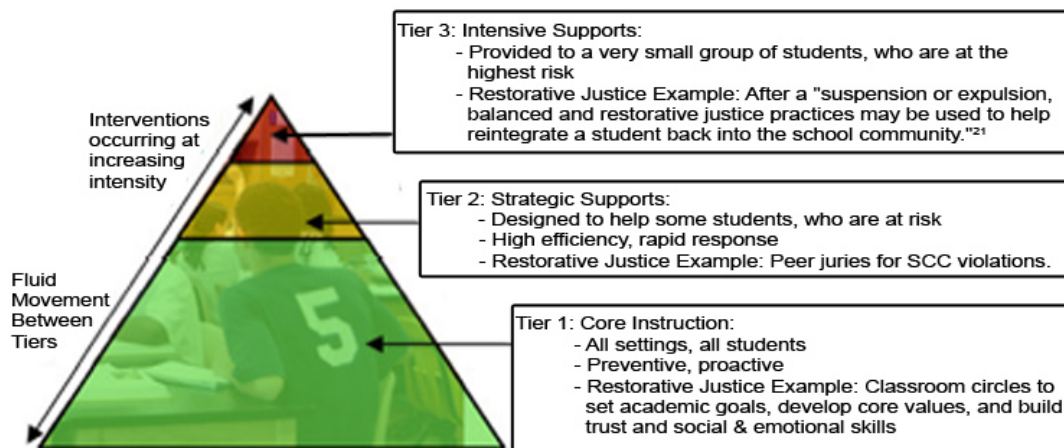 Tier 3: Intensive Supports:
- Provided to a very small group of students, who are at the
highest risk
- Restorative Justice Example: After a "suspension or expulsion,
balanced and restorative justice practices may be used to help
reintegrate a student back into the school community."²¹
Interventions
occurring at
increasing
intensity
Tier 2: Strategic Supports:
- Designed to help some students, who are at risk
- High efficiency, rapid response
- Restorative Justice Example: Peer juries for SCC violations.
Fluid
Movement
Between
Tiers
5
Tier 1: Core Instruction:
- All settings, all students
- Preventive, proactive
- Restorative Justice Example: Classroom circles to
set academic goals, develop core values, and build
trust and social & emotional skills